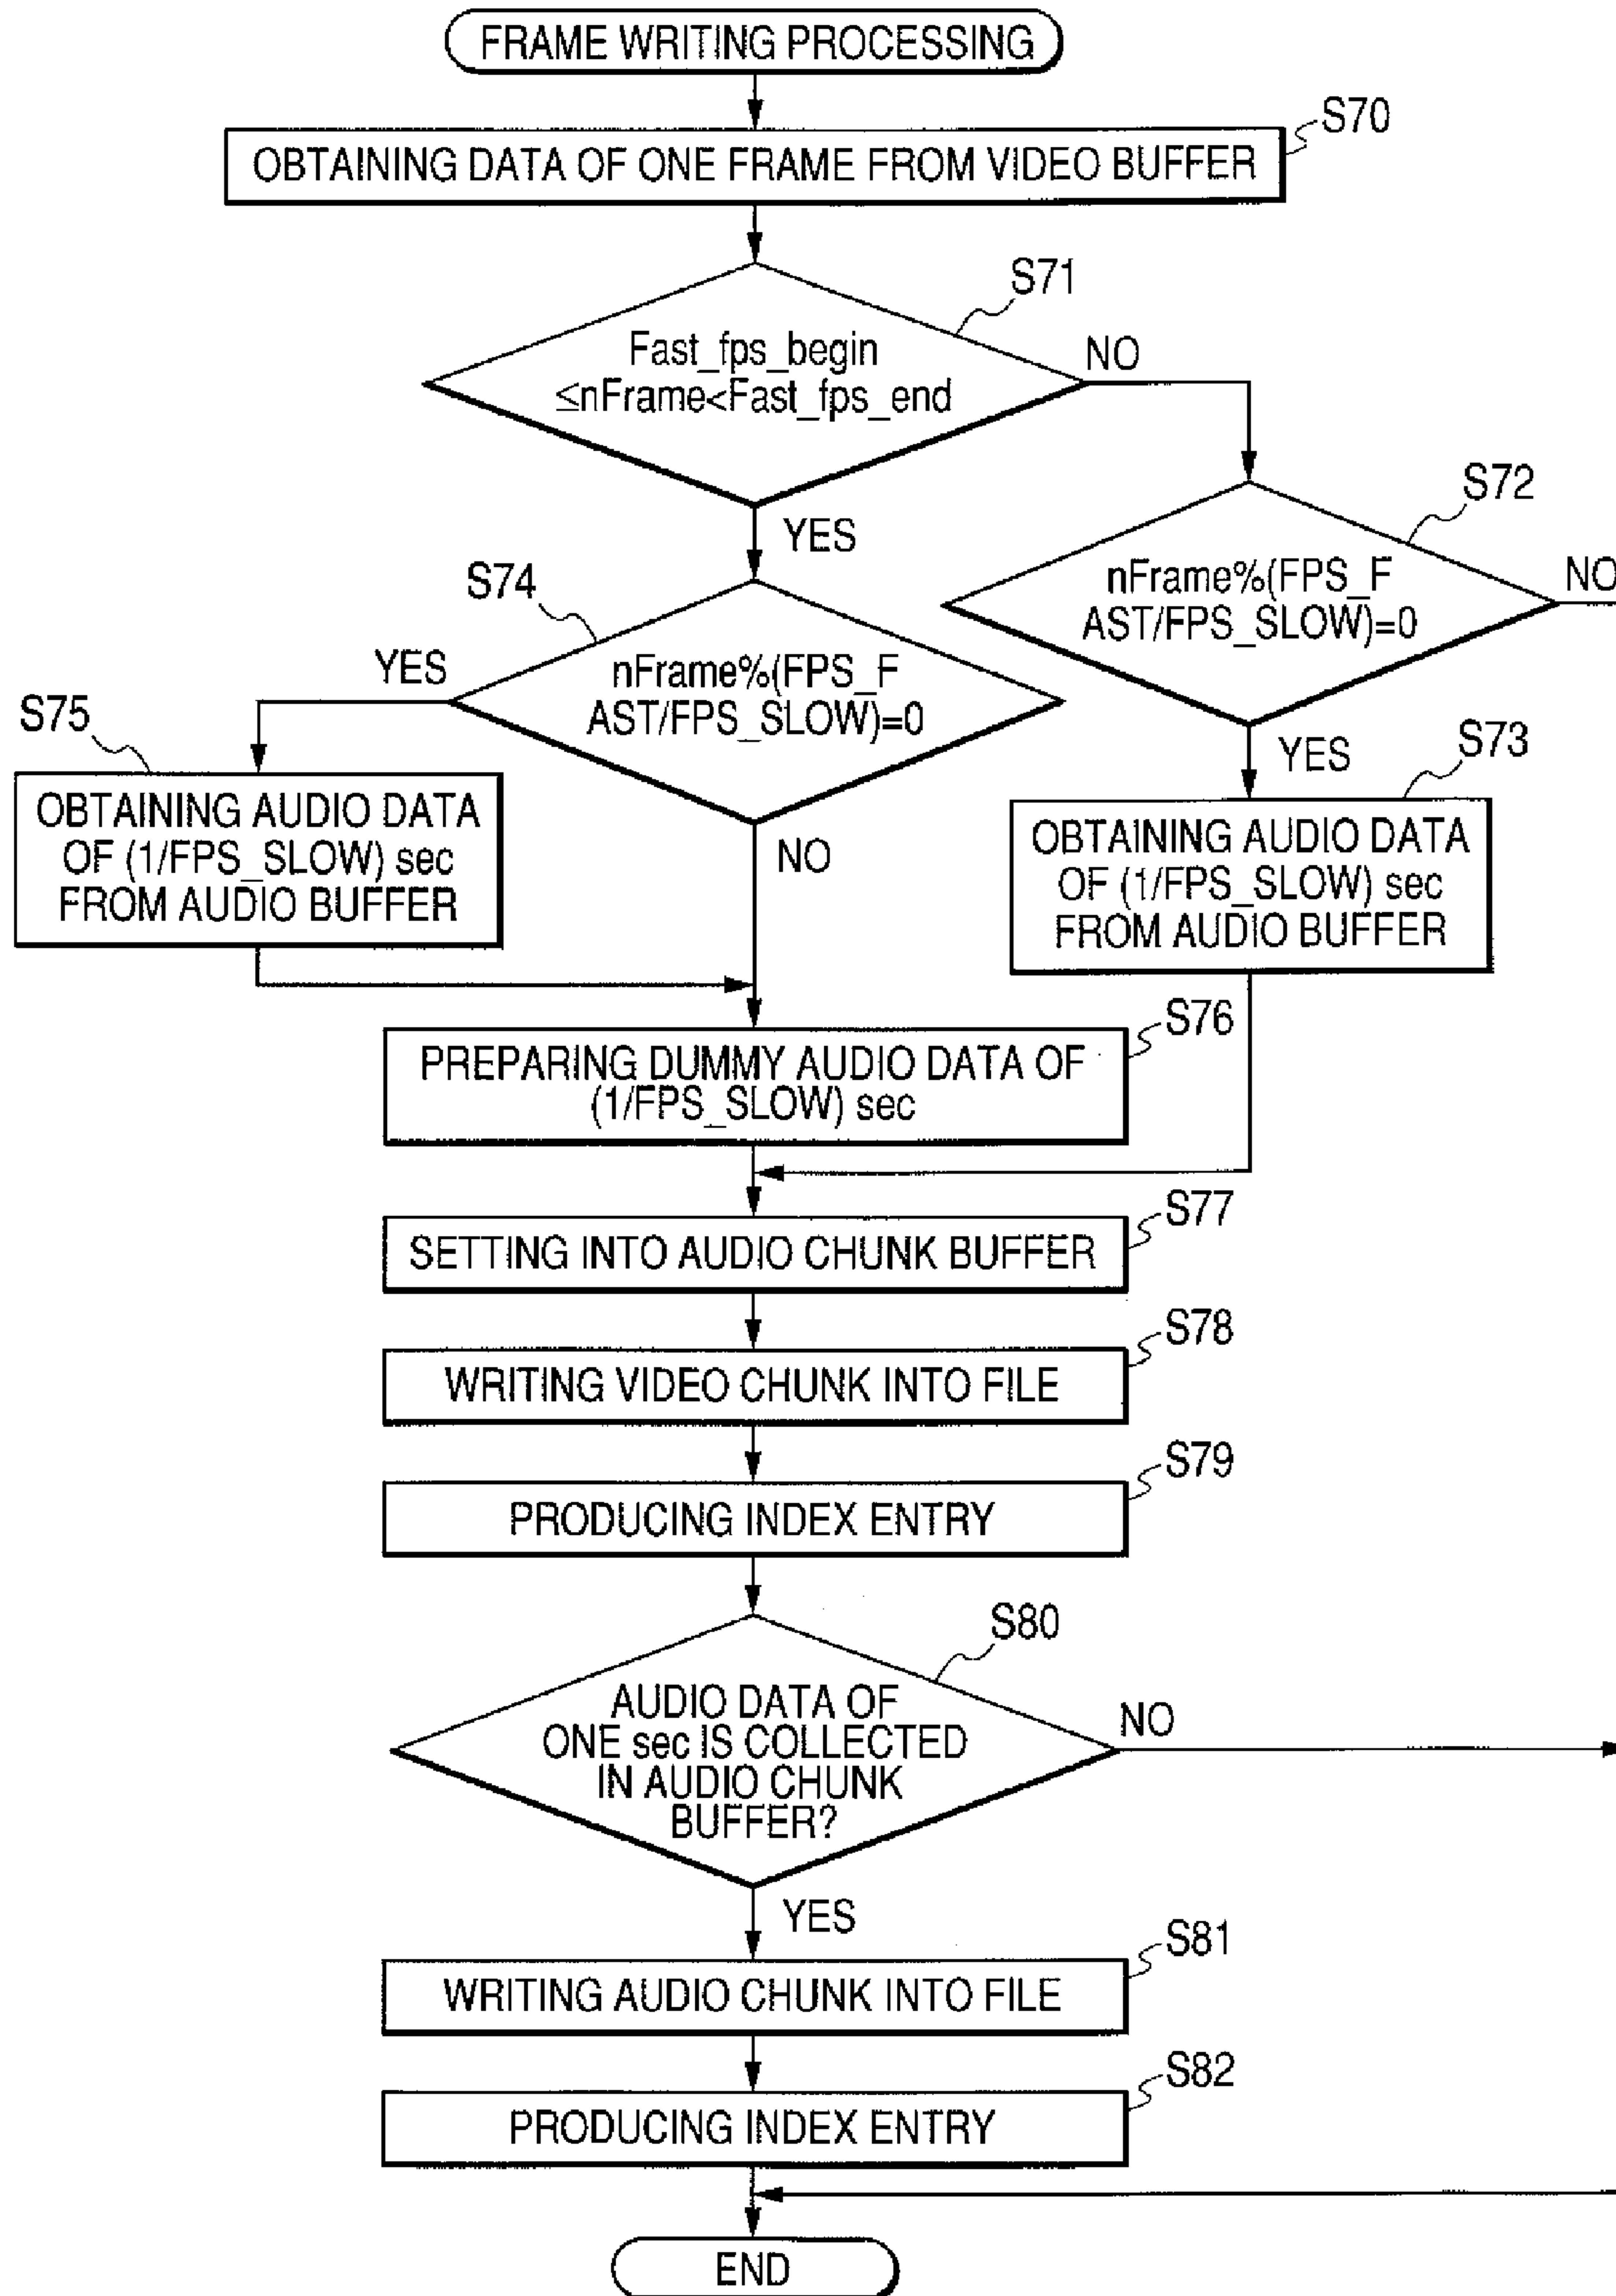 FRAME WRITING PROCESSING
S70
OBTAINING DATA OF ONE FRAME FROM VIDEO BUFFER
S71
Fast_fps_begin
≤nFrame<Fast_fps_end
NO
YES
S72
nFrame%(FPS_F
AST/FPS_SLOW)=0
NO
YES
S74
nFrame%(FPS_F
AST/FPS_SLOW)=0
YES
NO
S75
OBTAINING AUDIO DATA
OF (1/FPS_SLOW) sec
FROM AUDIO BUFFER
S73
OBTAINING AUDIO DATA
OF (1/FPS_SLOW) sec
FROM AUDIO BUFFER
S76
PREPARING DUMMY AUDIO DATA OF
(1/FPS_SLOW) sec
S77
SETTING INTO AUDIO CHUNK BUFFER
S78
WRITING VIDEO CHUNK INTO FILE
S79
PRODUCING INDEX ENTRY
S80
AUDIO DATA OF
ONE sec IS COLLECTED
IN AUDIO CHUNK
BUFFER?
NO
YES
S81
WRITING AUDIO CHUNK INTO FILE
S82
PRODUCING INDEX ENTRY
END